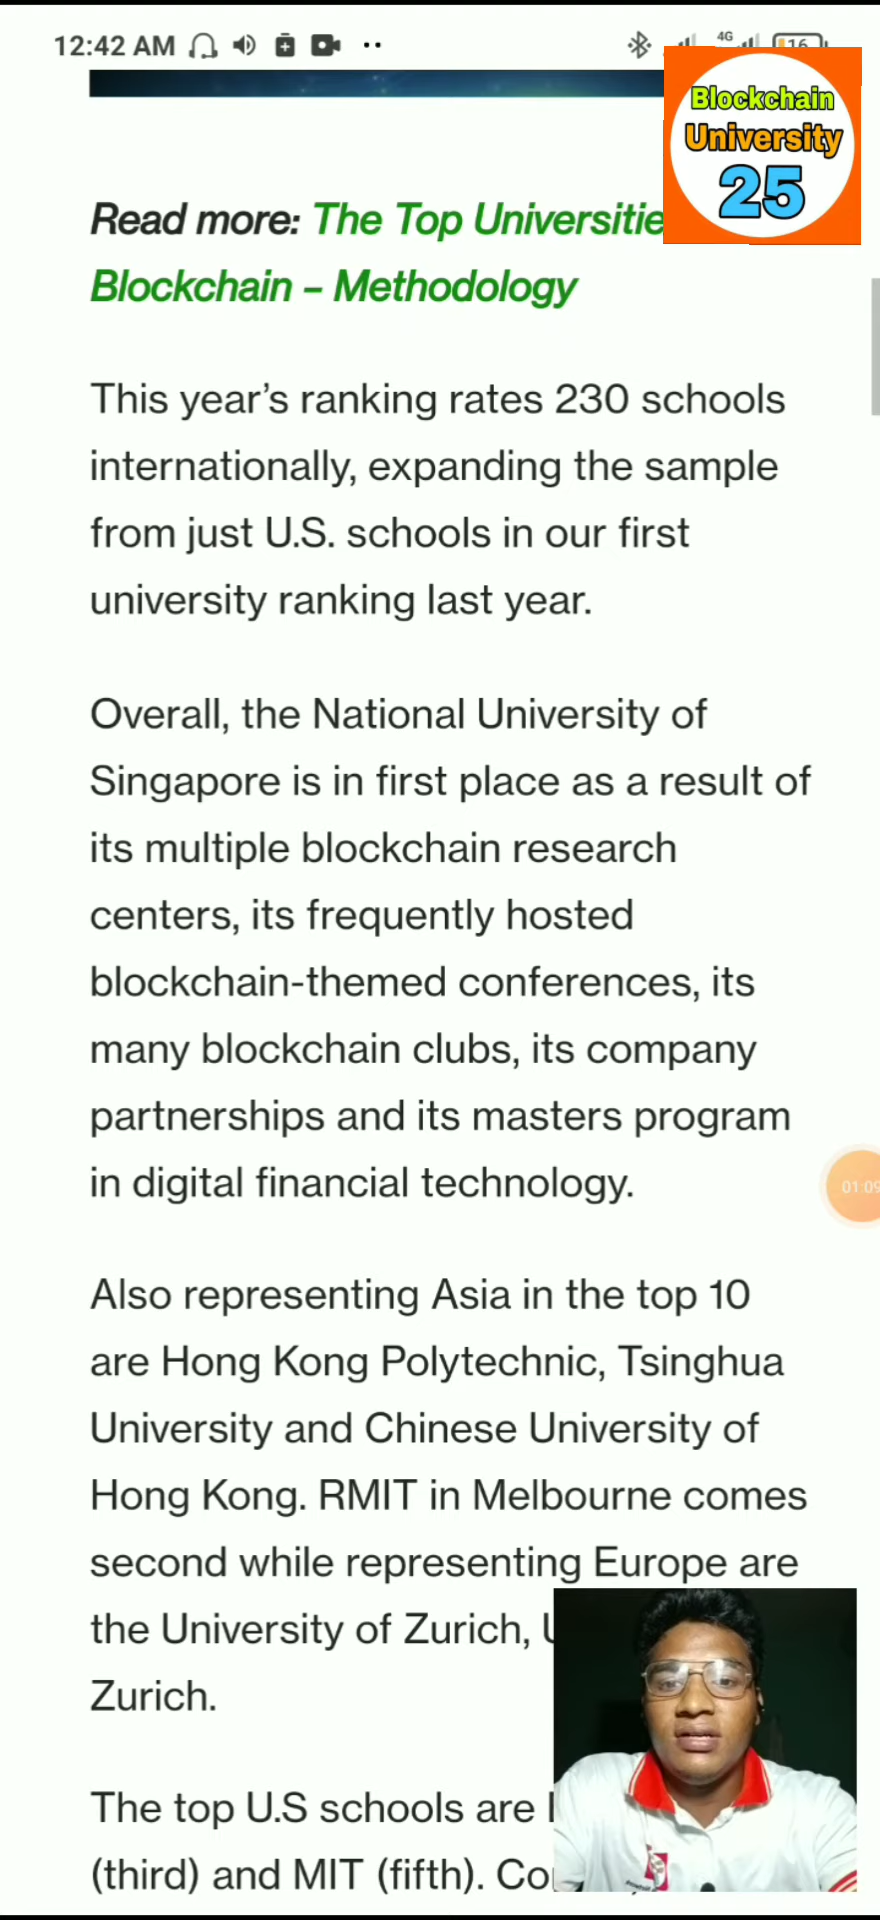 12:42 AM
4G
16
Blockchain
University
25
Read more: The Top Universitie
Blockchain – Methodology
This year’s ranking rates 230 schools
internationally, expanding the sample
from just U.S. schools in our first
university ranking last year.
Overall, the National University of
Singapore is in first place as a result of
its multiple blockchain research
centers, its frequently hosted
blockchain-themed conferences, its
many blockchain clubs, its company
partnerships and its masters program
in digital financial technology.
01:09
Also representing Asia in the top 10
are Hong Kong Polytechnic, Tsinghua
University and Chinese University of
Hong Kong. RMIT in Melbourne comes
second while representing Europe are
the University of Zurich,
Zurich.
The top U.S schools are
(third) and MIT (fifth). Co